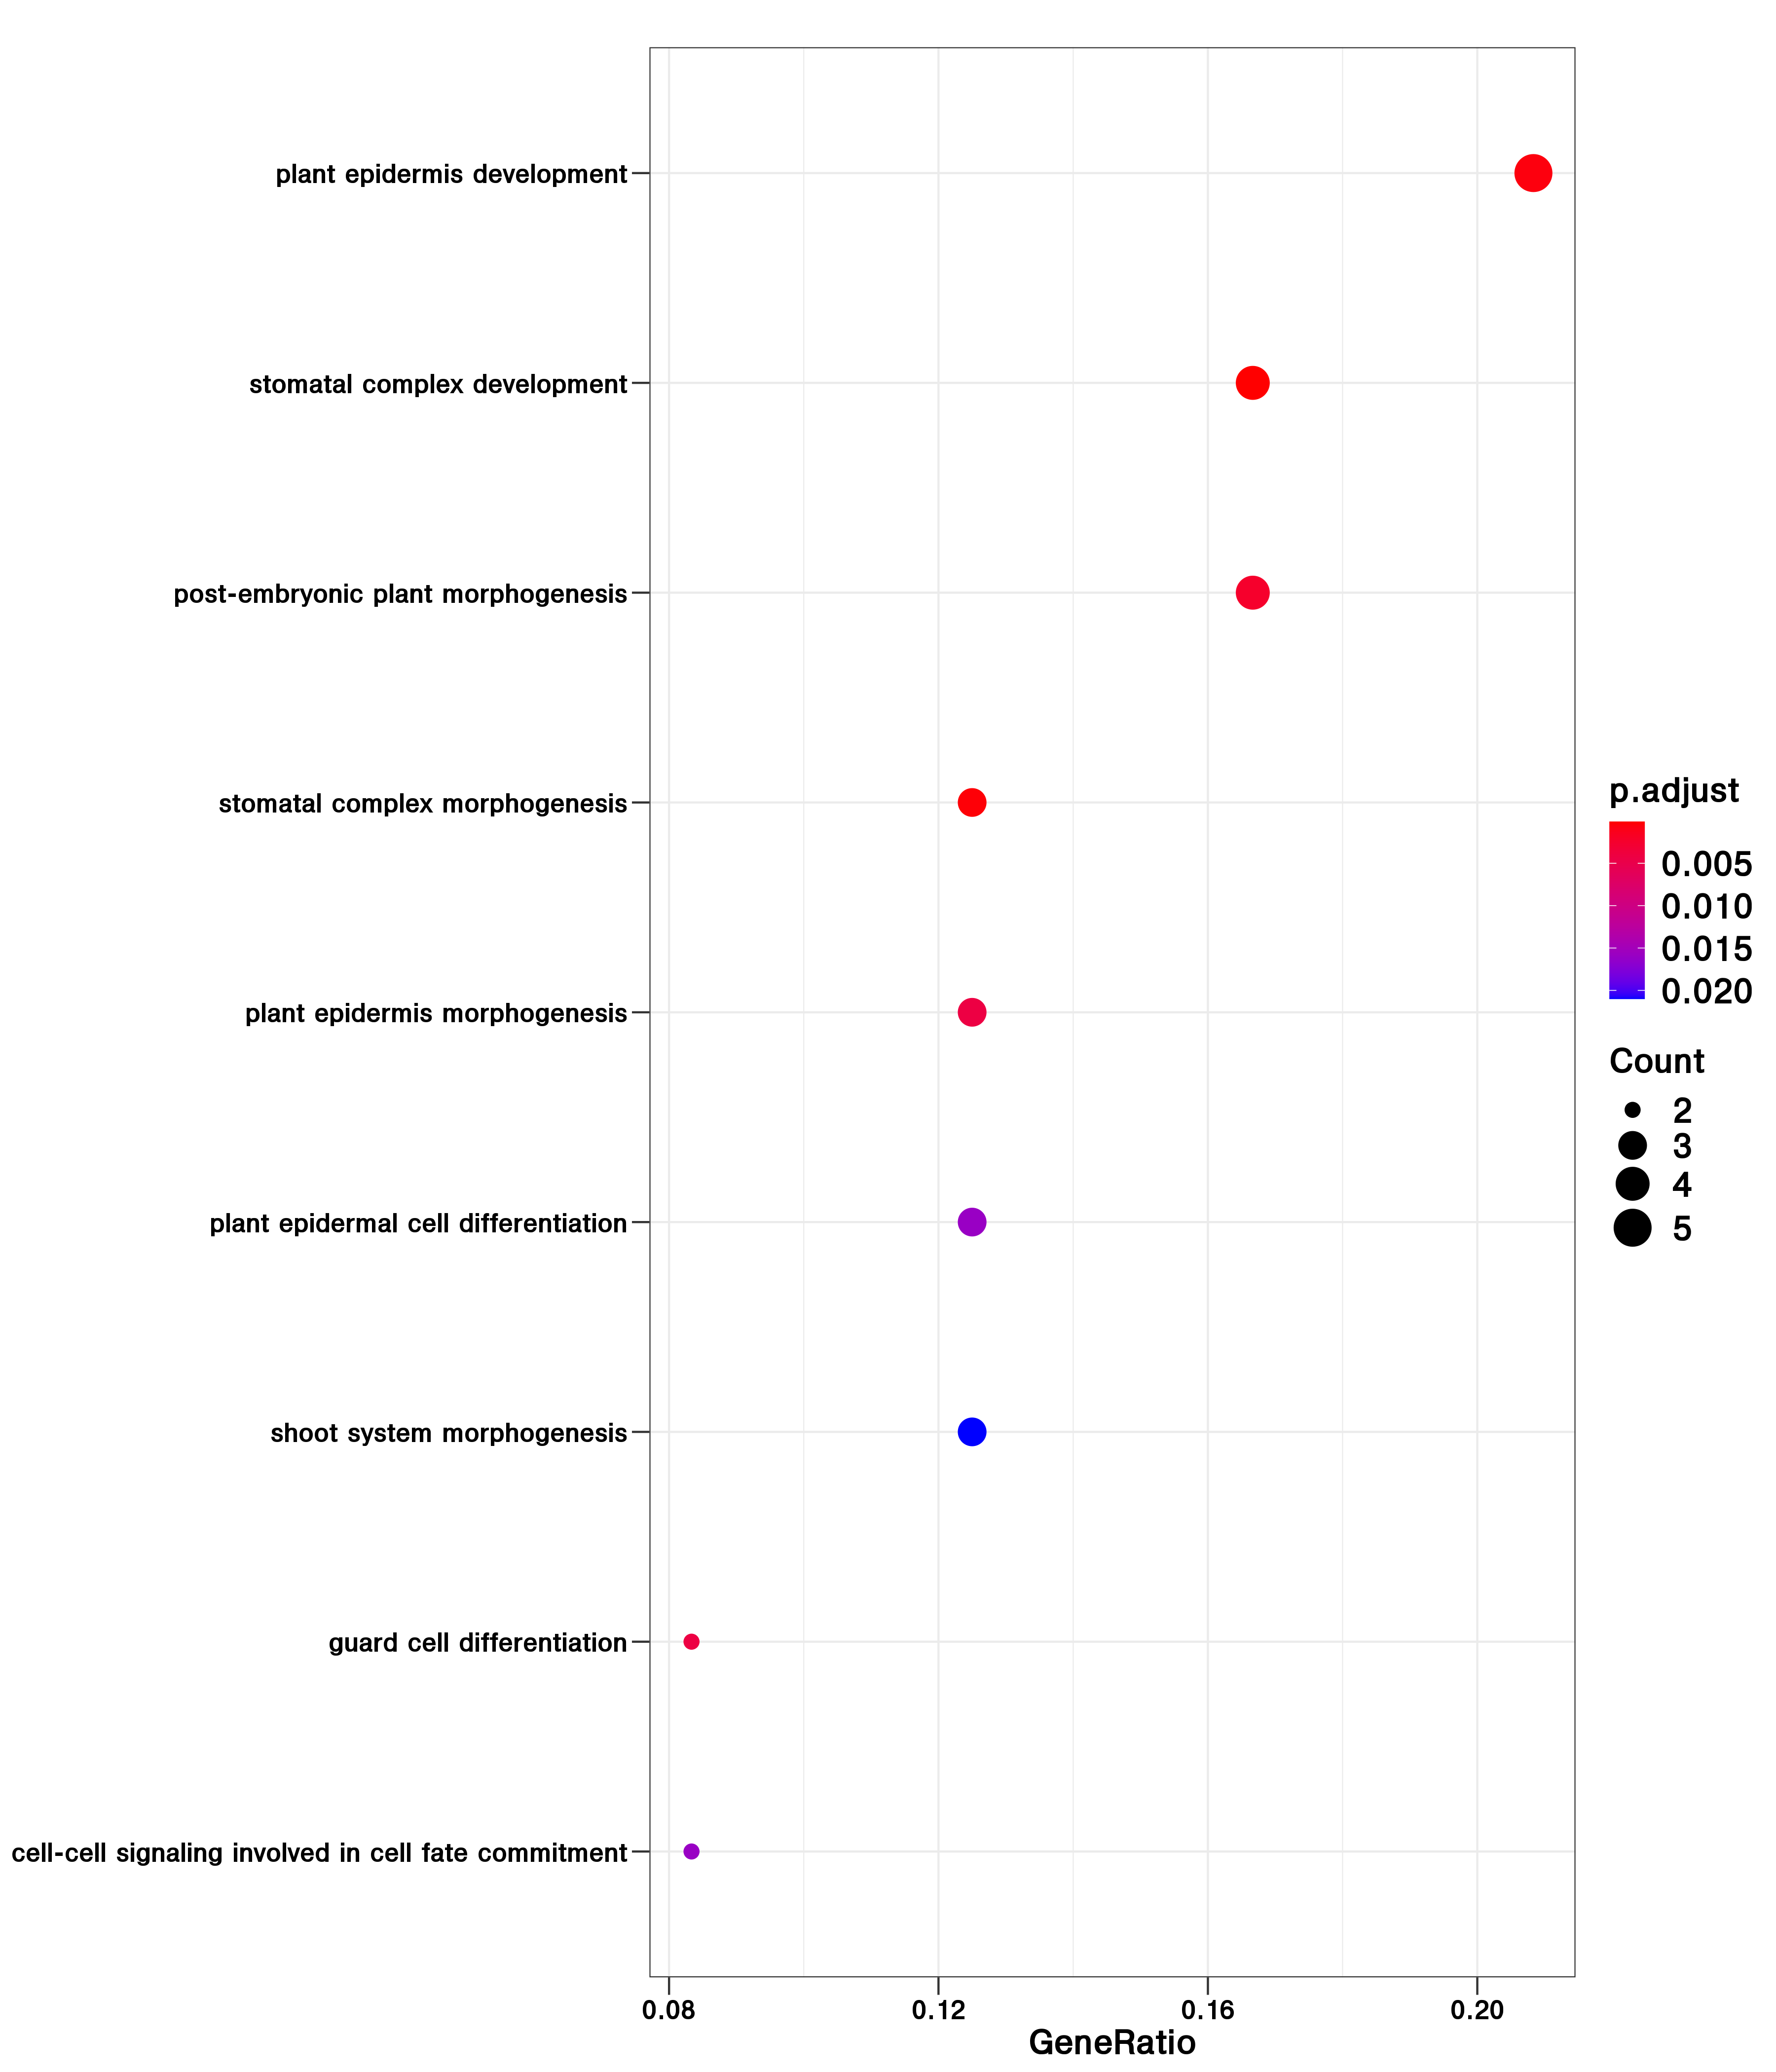 plant epidermis development
stomatal complex development
post-embryonic plant morphogenesis
stomatal complex morphogenesis
plant epidermis morphogenesis
plant epidermal cell differentiation
shoot system morphogenesis
guard cell differentiation
cell-cell signaling involved in cell fate commitment
0.08 0.12 0.16 0.20
GeneRatio
p.adjust
0.005
0.010
0.015
0.020
Count
2
3
4
5